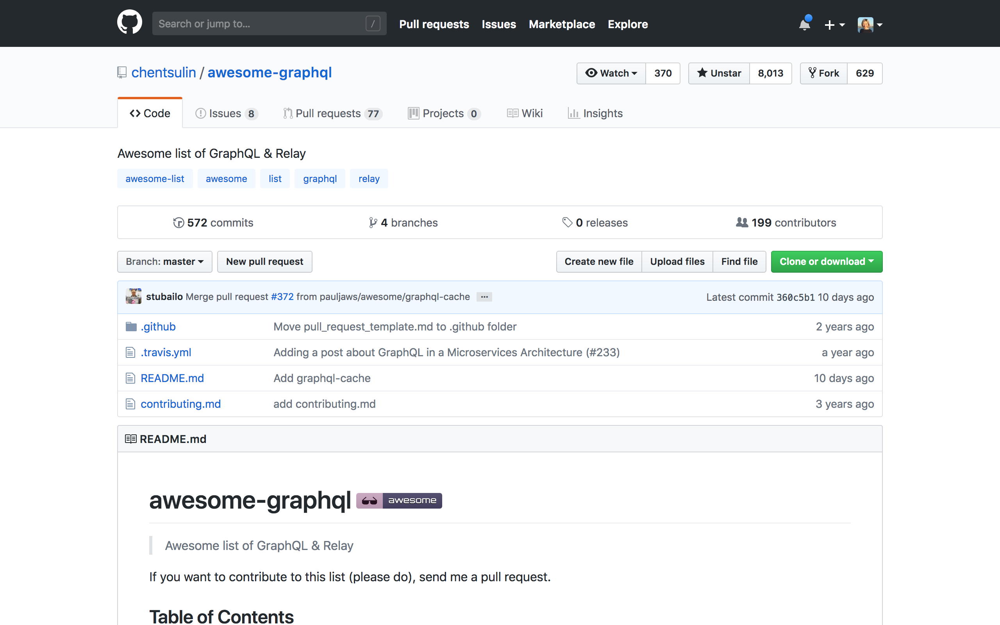 Search or jump to... /
Pull requests Issues Marketplace Explore
chentsulin / awesome-graphql
Watch 370 Unstar 8,013 Fork 629
Code Issues 8 Pull requests 77 Projects 0 Wiki Insights
Awesome list of GraphQL & Relay
awesome-list awesome list graphql relay
572 commits 4 branches 0 releases 199 contributors
Branch: master New pull request Create new file Upload files Find file Clone or download
stubailo Merge pull request #372 from pauljaws/awesome/graphql-cache ... Latest commit 360c5b1 10 days ago
.github Move pull_request_template.md to .github folder 2 years ago
.travis.yml Adding a post about GraphQL in a Microservices Architecture (#233) a year ago
README.md Add graphql-cache 10 days ago
contributing.md add contributing.md 3 years ago
README.md
awesome-graphql awesome
Awesome list of GraphQL & Relay
If you want to contribute to this list (please do), send me a pull request.
Table of Contents